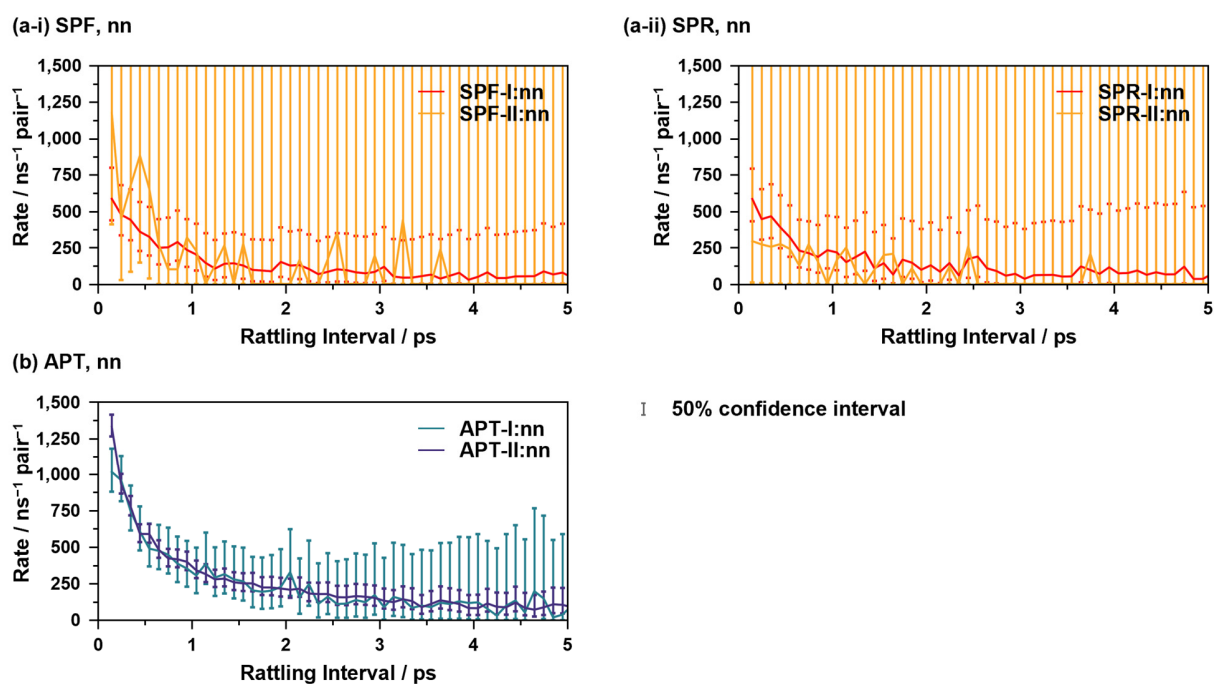 (a-i) SPF, nn
(a-ii) SPR, nn
1,500
1,250
1,000
750
500
250
0
Rate / ns⁻¹ pair⁻¹
SPF-I:nn
SPF-II:nn
0 1 2 3 4 5
Rattling Interval / ps
1,500
1,250
1,000
750
500
250
0
Rate / ns⁻¹ pair⁻¹
SPR-I:nn
SPR-II:nn
0 1 2 3 4 5
Rattling Interval / ps
(b) APT, nn
1,500
1,250
1,000
750
500
250
0
Rate / ns⁻¹ pair⁻¹
APT-I:nn
APT-II:nn
0 1 2 3 4 5
Rattling Interval / ps
50% confidence interval